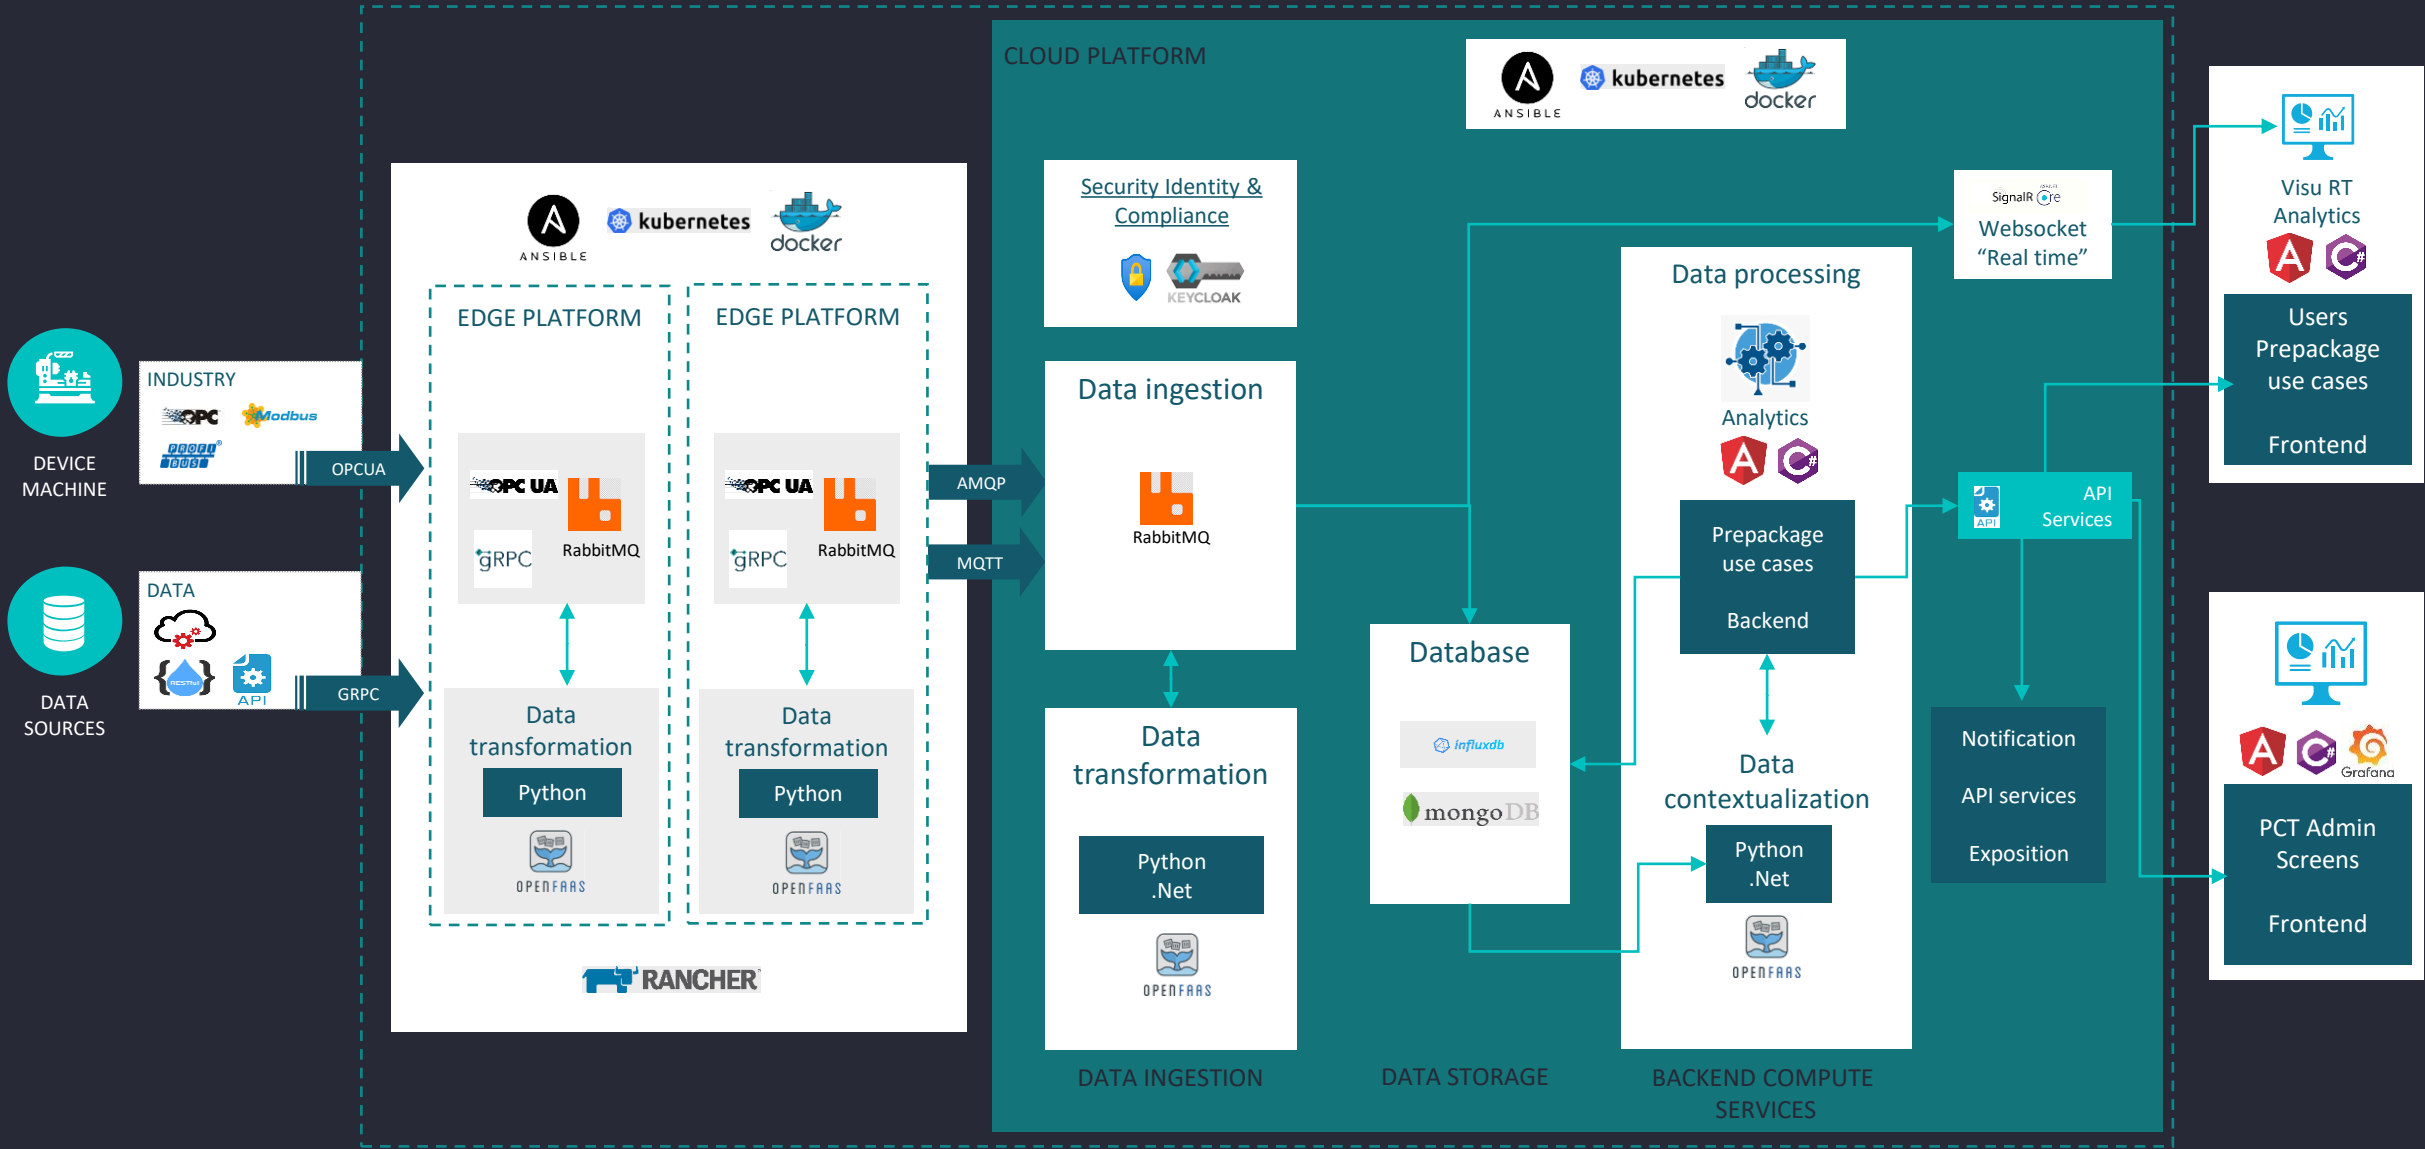 CLOUD PLATFORM
ANSIBLE
kubernetes
docker
Security Identity &
Compliance
KEYCLOAK
ANSIBLE
kubernetes
docker
EDGE PLATFORM
EDGE PLATFORM
DEVICE
MACHINE
INDUSTRY
OPC
Modbus
PROFI
BUS
OPCUA
DATA
SOURCES
DATA
RESTful
API
GRPC
OPC UA
gRPC
RabbitMQ
Data
transformation
Python
OPENFAAS
OPC UA
gRPC
RabbitMQ
Data
transformation
Python
OPENFAAS
RANCHER
AMQP
MQTT
Data ingestion
RabbitMQ
Data
transformation
Python
.Net
OPENFAAS
DATA INGESTION
Database
influxdb
mongoDB
DATA STORAGE
Data processing
Analytics
C#
Prepackage
use cases
Backend
Data
contextualization
Python
.Net
OPENFAAS
BACKEND COMPUTE
SERVICES
SignalR Core
Websocket
“Real time”
API
API
Services
Notification
API services
Exposition
Visu RT
Analytics
C#
Users
Prepackage
use cases
Frontend
C#
Grafana
PCT Admin
Screens
Frontend